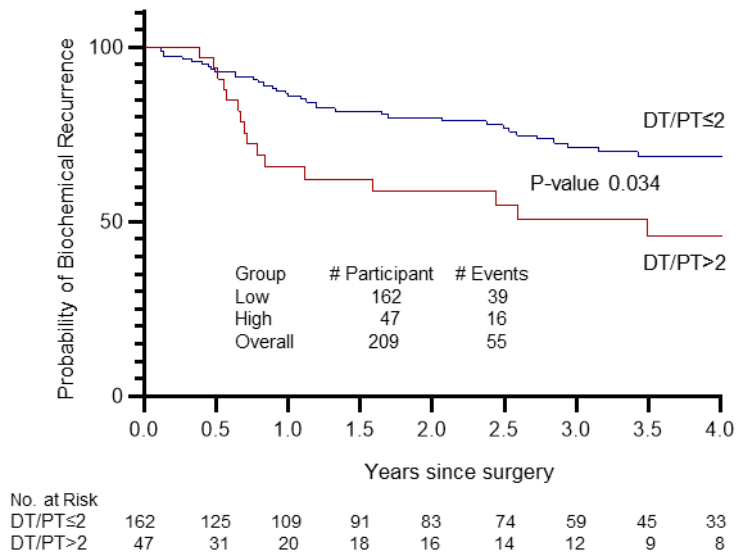 Probability of Biochemical Recurrence
100
50
0
DT/PT≤2
P-value 0.034
DT/PT>2
Group # Participant # Events
Low 162 39
High 47 16
Overall 209 55
0.0 0.5 1.0 1.5 2.0 2.5 3.0 3.5 4.0
Years since surgery
No. at Risk
DT/PT≤2 162 125 109 91 83 74 59 45 33
DT/PT>2 47 31 20 18 16 14 12 9 8